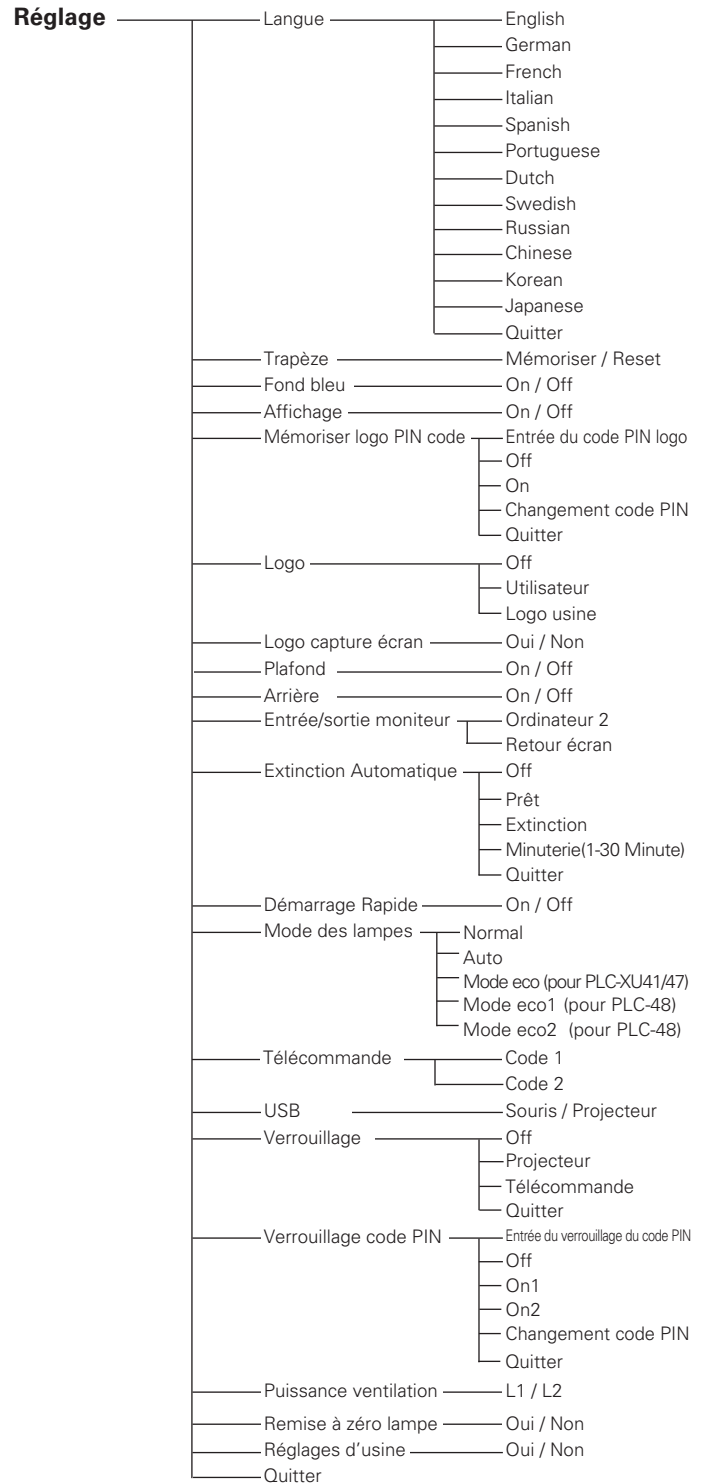 Réglage
Langue
English
German
French
Italian
Spanish
Portuguese
Dutch
Swedish
Russian
Chinese
Korean
Japanese
Quitter
Trapèze Mémoriser / Reset
Fond bleu On / Off
Affichage On / Off
Mémoriser logo PIN code Entrée du code PIN logo
Off
On
Changement code PIN
Quitter
Logo Off
Utilisateur
Logo usine
Logo capture écran Oui / Non
Plafond On / Off
Arrière On / Off
Entrée/sortie moniteur Ordinateur 2
Retour écran
Extinction Automatique Off
Prêt
Extinction
Minuterie(1-30 Minute)
Quitter
Démarrage Rapide On / Off
Mode des lampes Normal
Auto
Mode eco (pour PLC-XU41/47)
Mode eco1 (pour PLC-48)
Mode eco2 (pour PLC-48)
Télécommande Code 1
Code 2
USB Souris / Projecteur
Verrouillage Off
Projecteur
Télécommande
Quitter
Verrouillage code PIN Entrée du verrouillage du code PIN
Off
On1
On2
Changement code PIN
Quitter
Puissance ventilation L1 / L2
Remise à zéro lampe Oui / Non
Réglages d'usine Oui / Non
Quitter